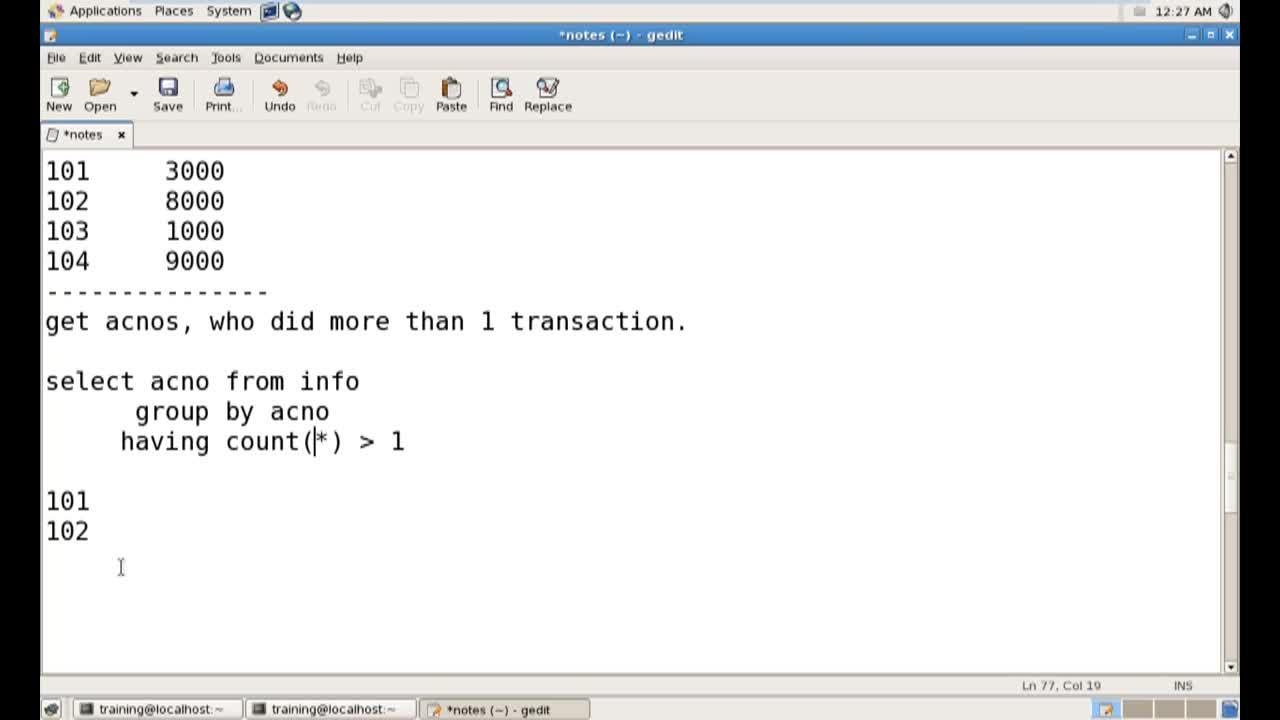 Applications Places System 12:27 AM
*notes (~) - gedit
File Edit View Search Tools Documents Help
New Open Save Print... Undo Redo Cut Copy Paste Find Replace
*notes
101 3000
102 8000
103 1000
104 9000
---------------
get acnos, who did more than 1 transaction.
select acno from info
group by acno
having count(*) > 1
101
102
Ln 77, Col 19 INS
training@localhost:~ training@localhost:~ *notes (~) - gedit